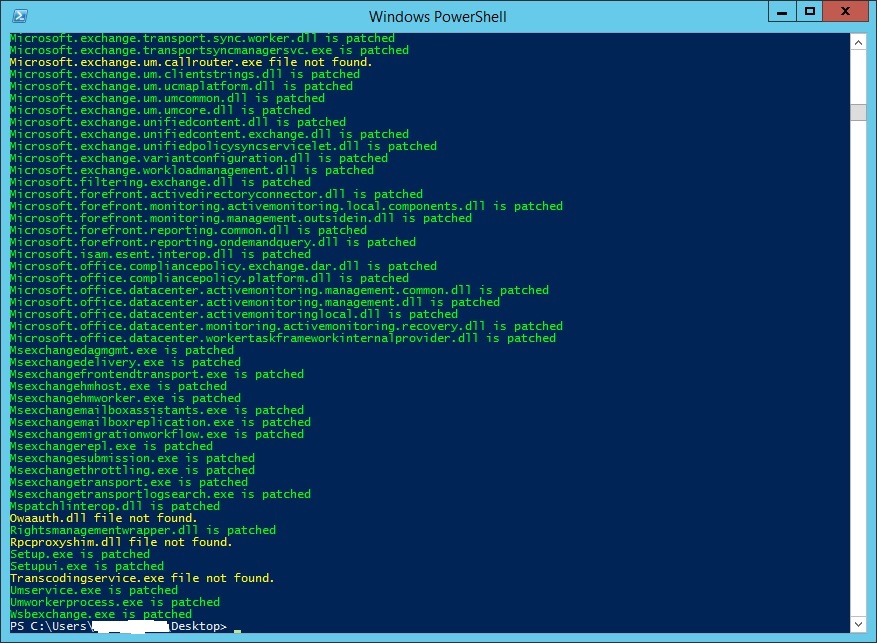 Windows PowerShell
Microsoft.exchange.transport.sync.worker.dll is patched
Microsoft.exchange.transportsyncmanagersvc.exe is patched
Microsoft.exchange.um.callrouter.exe file not found.
Microsoft.exchange.um.clientstrings.dll is patched
Microsoft.exchange.um.ucmaplatform.dll is patched
Microsoft.exchange.um.umcommon.dll is patched
Microsoft.exchange.um.umcore.dll is patched
Microsoft.exchange.unifiedcontent.dll is patched
Microsoft.exchange.unifiedcontent.exchange.dll is patched
Microsoft.exchange.unifiedpolicysyncservicelet.dll is patched
Microsoft.exchange.variantconfiguration.dll is patched
Microsoft.exchange.workloadmanagement.dll is patched
Microsoft.filtering.exchange.dll is patched
Microsoft.forefront.activedirectoryconnector.dll is patched
Microsoft.forefront.monitoring.activemonitoring.local.components.dll is patched
Microsoft.forefront.monitoring.management.outsidein.dll is patched
Microsoft.forefront.reporting.common.dll is patched
Microsoft.forefront.reporting.ondemandquery.dll is patched
Microsoft.isam.esent.interop.dll is patched
Microsoft.office.compliancepolicy.exchange.dar.dll is patched
Microsoft.office.compliancepolicy.platform.dll is patched
Microsoft.office.datacenter.activemonitoring.management.common.dll is patched
Microsoft.office.datacenter.activemonitoring.management.dll is patched
Microsoft.office.datacenter.activemonitoringlocal.dll is patched
Microsoft.office.datacenter.monitoring.activemonitoring.recovery.dll is patched
Microsoft.office.datacenter.workertaskframeworkinternalprovider.dll is patched
Msexchangedagmgmt.exe is patched
Msexchangedelivery.exe is patched
Msexchangefrontendtransport.exe is patched
Msexchangehmhost.exe is patched
Msexchangehmworker.exe is patched
Msexchangemailboxassistants.exe is patched
Msexchangemailboxreplication.exe is patched
Msexchangemigrationworkflow.exe is patched
Msexchangerepl.exe is patched
Msexchangesubmission.exe is patched
Msexchangethrottling.exe is patched
Msexchangetransport.exe is patched
Msexchangetransportlogsearch.exe is patched
Mspatchlinterop.dll is patched
Owaauth.dll file not found.
Rightsmanagementwrapper.dll is patched
Rpcproxyshim.dll file not found.
Setup.exe is patched
Setupui.exe is patched
Transcodingservice.exe file not found.
Umservice.exe is patched
Umworkerprocess.exe is patched
Wsbexchange.exe is patched
PS C:\Users\ Desktop>